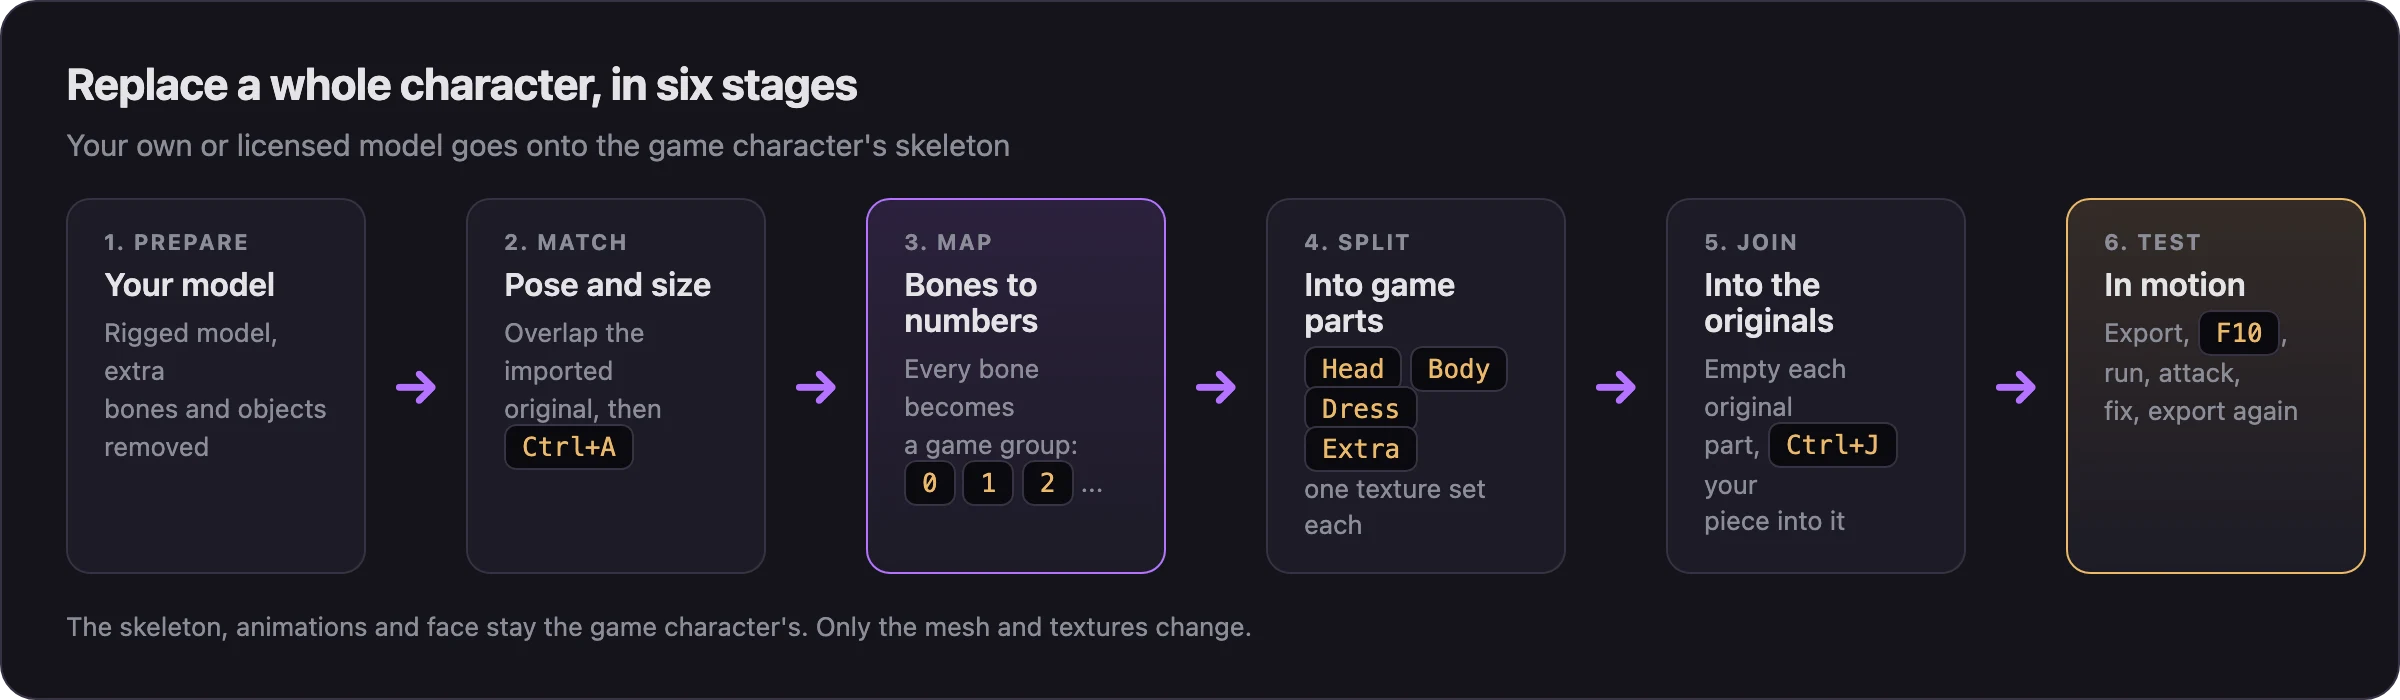 Replace a whole character, in six stages
Your own or licensed model goes onto the game character's skeleton
1. PREPARE
Your model
Rigged model,
extra
bones and objects
removed
2. MATCH
Pose and size
Overlap the
imported
original, then
Ctrl+A
3. MAP
Bones to
numbers
Every bone
becomes
a game group:
0 1 2 ...
4. SPLIT
Into game
parts
Head Body
Dress
Extra
one texture set
each
5. JOIN
Into the
originals
Empty each
original
part, Ctrl+J
your
piece into it
6. TEST
In motion
Export, F10,
run, attack,
fix, export again
The skeleton, animations and face stay the game character's. Only the mesh and textures change.